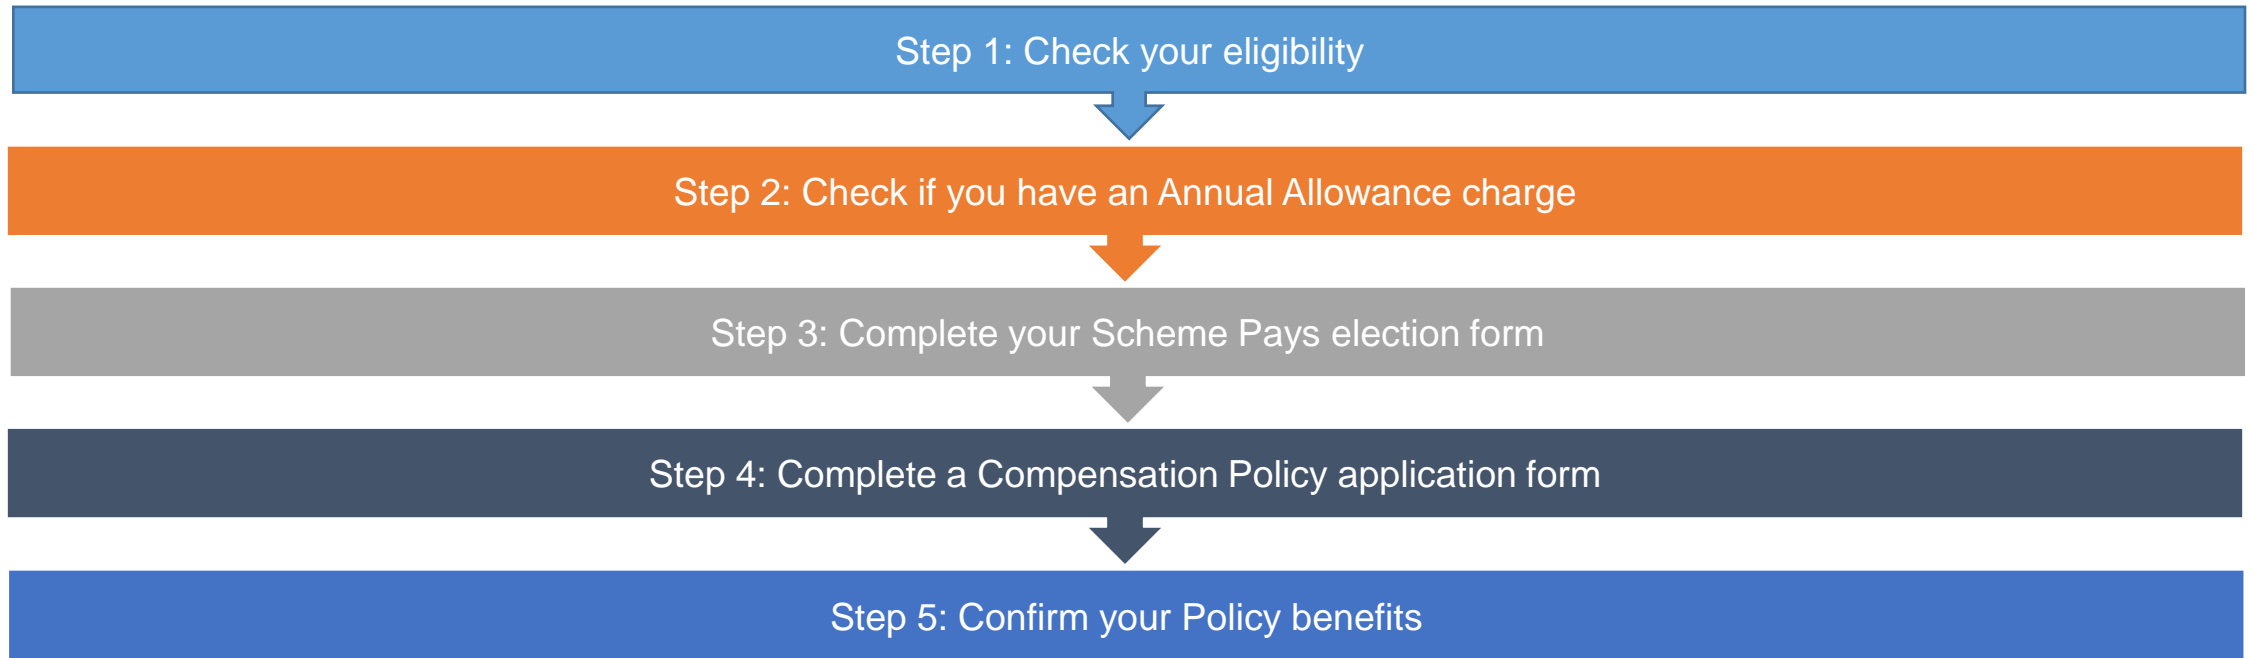 Step 1: Check your eligibility
Step 2: Check if you have an Annual Allowance charge
Step 3: Complete your Scheme Pays election form
Step 4: Complete a Compensation Policy application form
Step 5: Confirm your Policy benefits